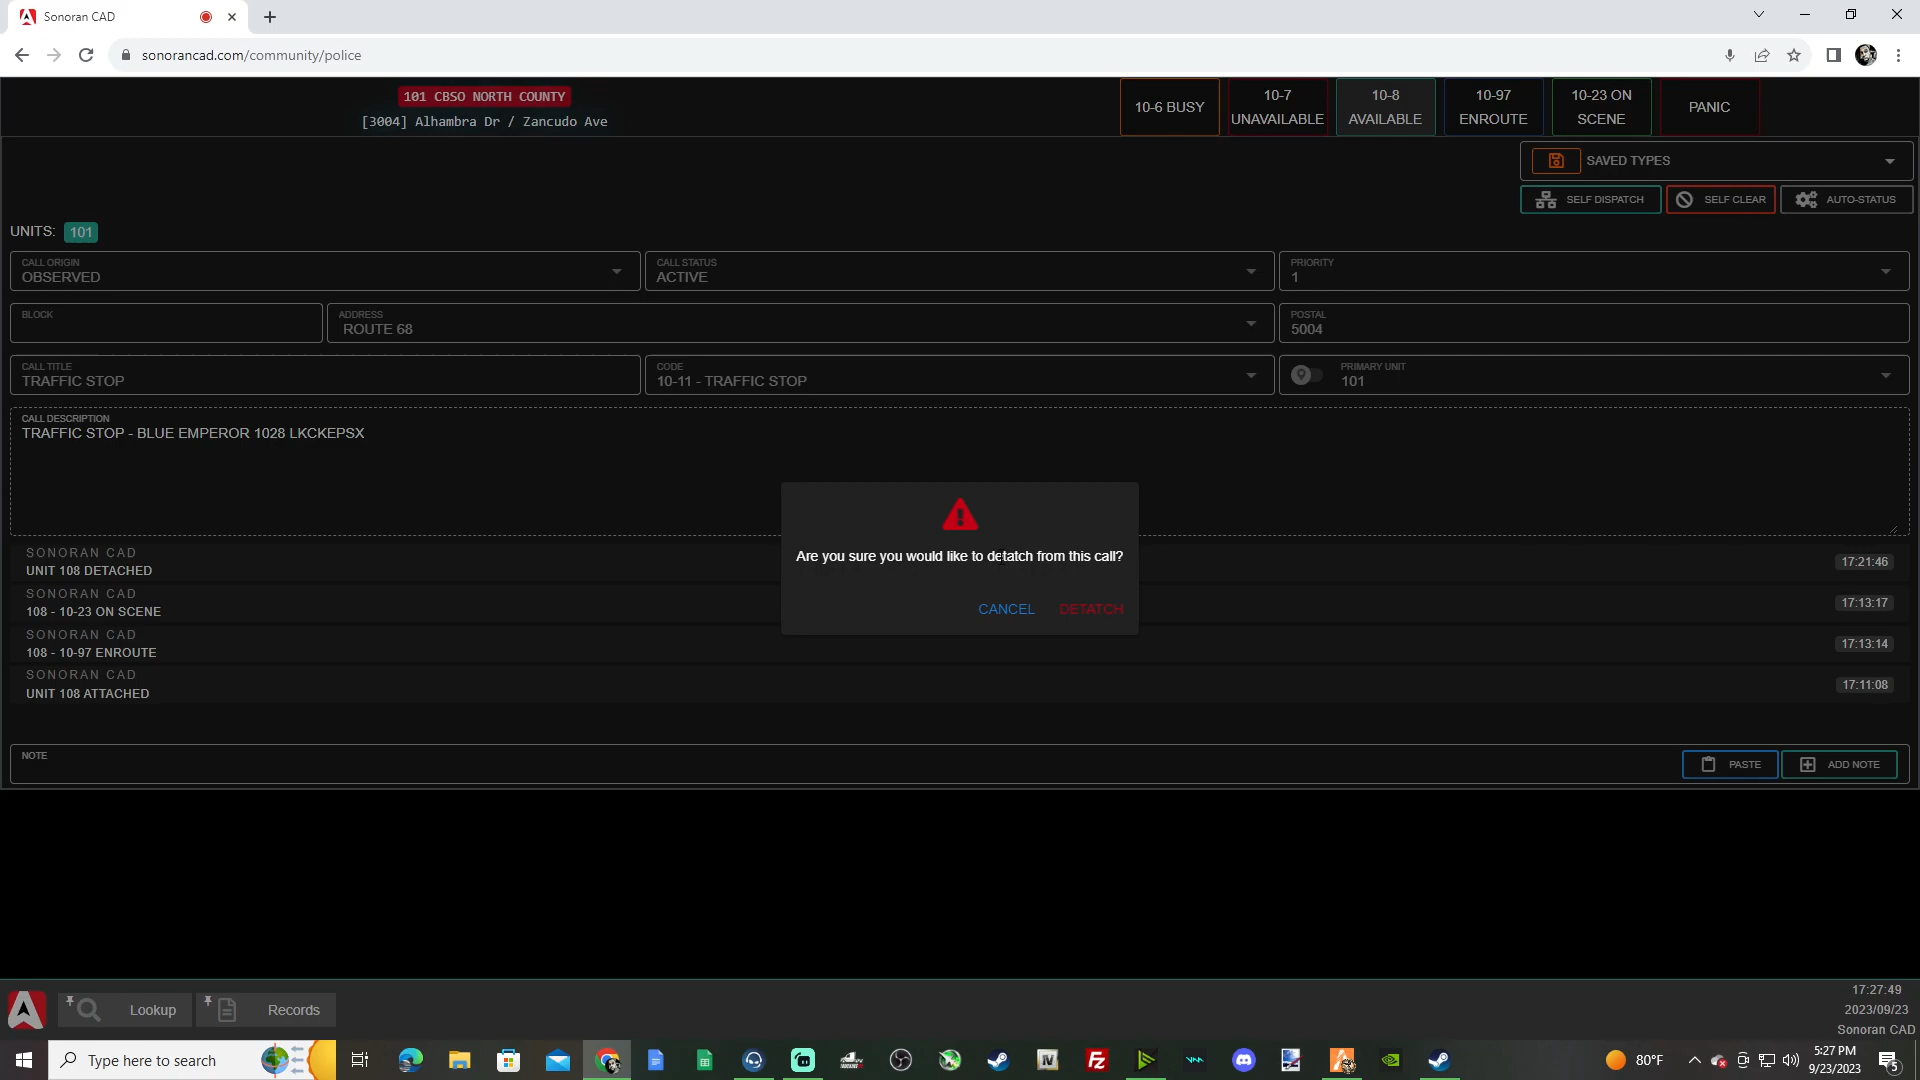 Sonoran CAD
sonorancad.com/community/police
101 CBSO NORTH COUNTY
[3004] Alhambra Dr / Zancudo Ave
10-6 BUSY
10-7 UNAVAILABLE
10-8 AVAILABLE
10-97 ENROUTE
10-23 ON SCENE
PANIC
SAVED TYPES
SELF DISPATCH
SELF CLEAR
AUTO-STATUS
UNITS: 101
CALL ORIGIN
OBSERVED
CALL STATUS
ACTIVE
PRIORITY
1
BLOCK
ADDRESS
ROUTE 68
POSTAL
5004
CALL TITLE
TRAFFIC STOP
CODE
10-11 - TRAFFIC STOP
PRIMARY UNIT
101
CALL DESCRIPTION
TRAFFIC STOP - BLUE EMPEROR 1028 LKCKEPSX
Are you sure you would like to detatch from this call?
CANCEL
DETATCH
SONORAN CAD
UNIT 108 DETACHED
17:21:46
SONORAN CAD
108 - 10-23 ON SCENE
17:13:17
SONORAN CAD
108 - 10-97 ENROUTE
17:13:14
SONORAN CAD
UNIT 108 ATTACHED
17:11:08
NOTE
PASTE
ADD NOTE
Lookup
Records
17:27:49
2023/09/23
Sonoran CAD
Type here to search
80°F
5:27 PM
9/23/2023
5